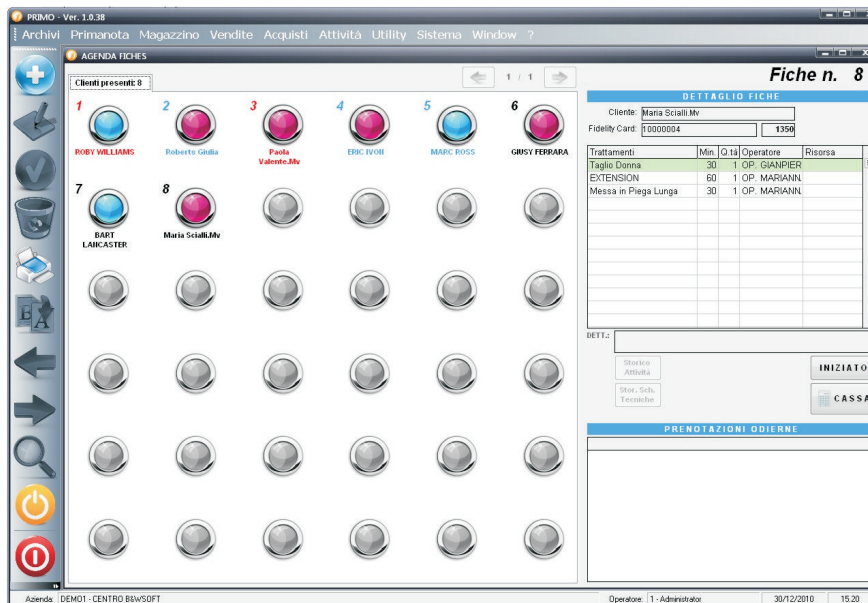 PRIMO - Ver. 1.0.38
Archivi Primanota Magazzino Vendite Acquisti Attività Utility Sistema Window ?
AGENDA FICHES
Clienti presenti: 8
1 / 1
Fiche n. 8
1 2 3 4 5 6
ROBY WILLIAMS Roberts Giulia Paola Valente.Mv ERIC IVOII MARC ROSS GIUSY FERRARA
7 8
BART LANCASTER Maria Scialli.Mv
DETTAGLIO FICHE
Cliente: Maria Scialli.Mv
Fidelity Card: 10000004 1350
Trattamenti Min. Q.tà Operatore Risorsa
Taglio Donna 30 1 OP. GIANPIER
EXTENSION 60 1 OP. MARIANN
Messa in Piega Lunga 30 1 OP. MARIANN
DETT.:
Storico Attività
INIZIATO
Stor. Sch. Tecniche
CASSA
PRENOTAZIONI ODIERNE
Azienda: DEMO1 - CENTRO B&WSOFT Operatore: 1 - Administrator 30/12/2010 15.20